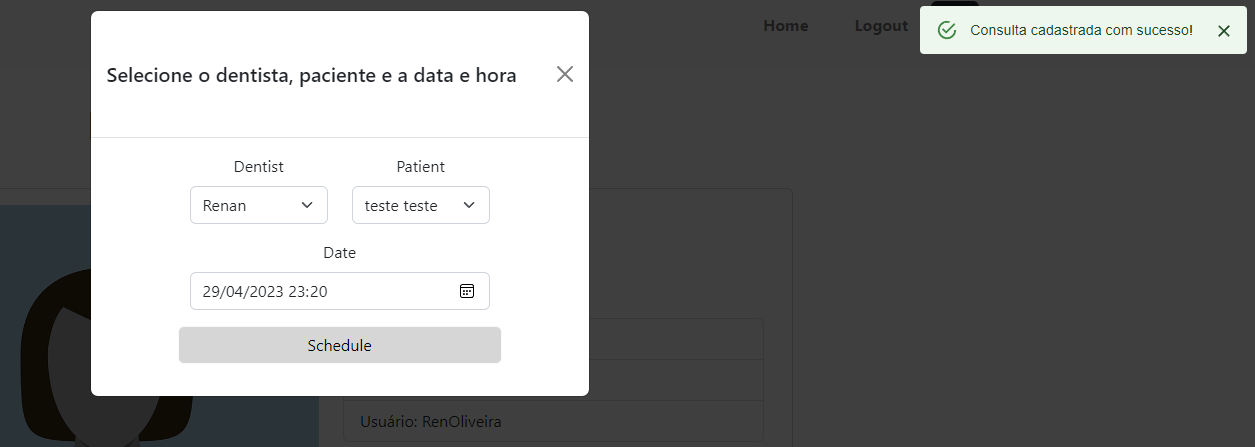 Home
Logout
Consulta cadastrada com sucesso!
Selecione o dentista, paciente e a data e hora
Dentist
Patient
Renan
teste teste
Date
29/04/2023 23:20
Schedule
Usuário: RenOliveira